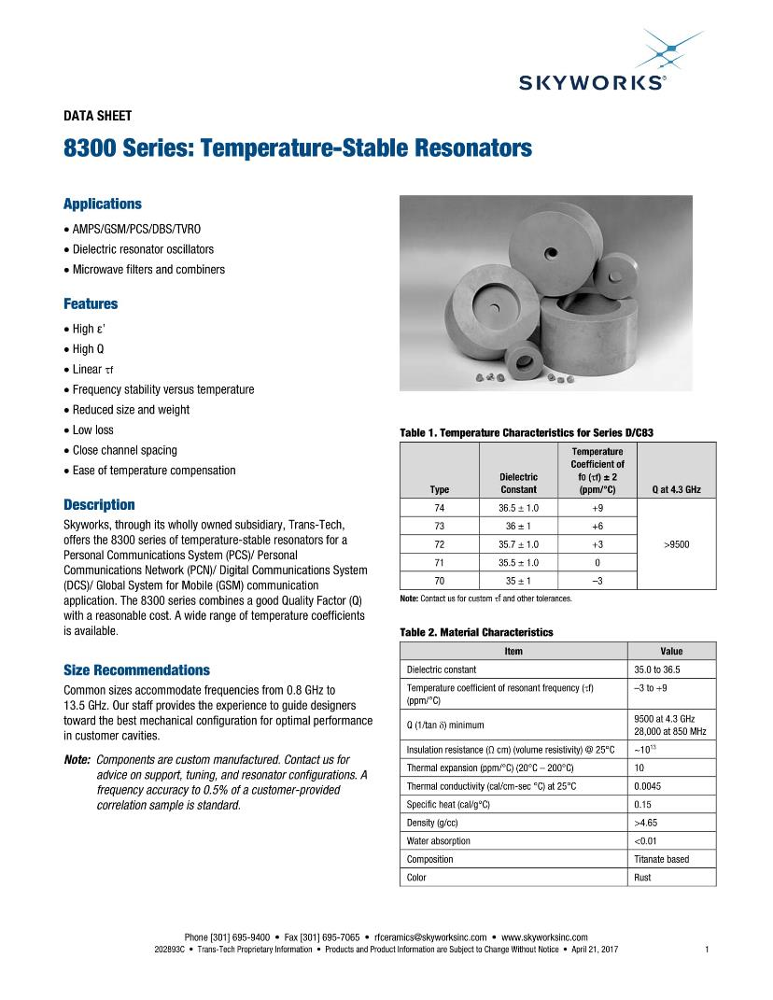 SKYWORKS®
DATA SHEET
8300 Series: Temperature-Stable Resonators
Applications
• AMPS/GSM/PCS/DBS/TVRO
• Dielectric resonator oscillators
• Microwave filters and combiners
Features
• High ε'
• High Q
• Linear τf
• Frequency stability versus temperature
• Reduced size and weight
• Low loss
• Close channel spacing
• Ease of temperature compensation
Description
Skyworks, through its wholly owned subsidiary, Trans-Tech,
offers the 8300 series of temperature-stable resonators for a
Personal Communications System (PCS)/ Personal
Communications Network (PCN)/ Digital Communications System
(DCS)/ Global System for Mobile (GSM) communication
application. The 8300 series combines a good Quality Factor (Q)
with a reasonable cost. A wide range of temperature coefficients
is available.
Size Recommendations
Common sizes accommodate frequencies from 0.8 GHz to
13.5 GHz. Our staff provides the experience to guide designers
toward the best mechanical configuration for optimal performance
in customer cavities.
Note: Components are custom manufactured. Contact us for
advice on support, tuning, and resonator configurations. A
frequency accuracy to 0.5% of a customer-provided
correlation sample is standard.
Table 1. Temperature Characteristics for Series D/C83
Type Dielectric Constant Temperature Coefficient of f0 (τf) ± 2 (ppm/°C) Q at 4.3 GHz
74 36.5 ± 1.0 +9
73 36 ± 1 +6
72 35.7 ± 1.0 +3 >9500
71 35.5 ± 1.0 0
70 35 ± 1 –3
Note: Contact us for custom τf and other tolerances.
Table 2. Material Characteristics
Item Value
Dielectric constant 35.0 to 36.5
Temperature coefficient of resonant frequency (τf) –3 to +9
(ppm/°C)
Q (1/tan δ) minimum 9500 at 4.3 GHz
28,000 at 850 MHz
Insulation resistance (Ω cm) (volume resistivity) @ 25°C ~10¹³
Thermal expansion (ppm/°C) (20°C – 200°C) 10
Thermal conductivity (cal/cm-sec °C) at 25°C 0.0045
Specific heat (cal/g°C) 0.15
Density (g/cc) >4.65
Water absorption <0.01
Composition Titanate based
Color Rust
Phone [301] 695-9400 • Fax [301] 695-7065 • rfceramics@skyworksinc.com • www.skyworksinc.com
202893C • Trans-Tech Proprietary Information • Products and Product Information are Subject to Change Without Notice • April 21, 2017 1